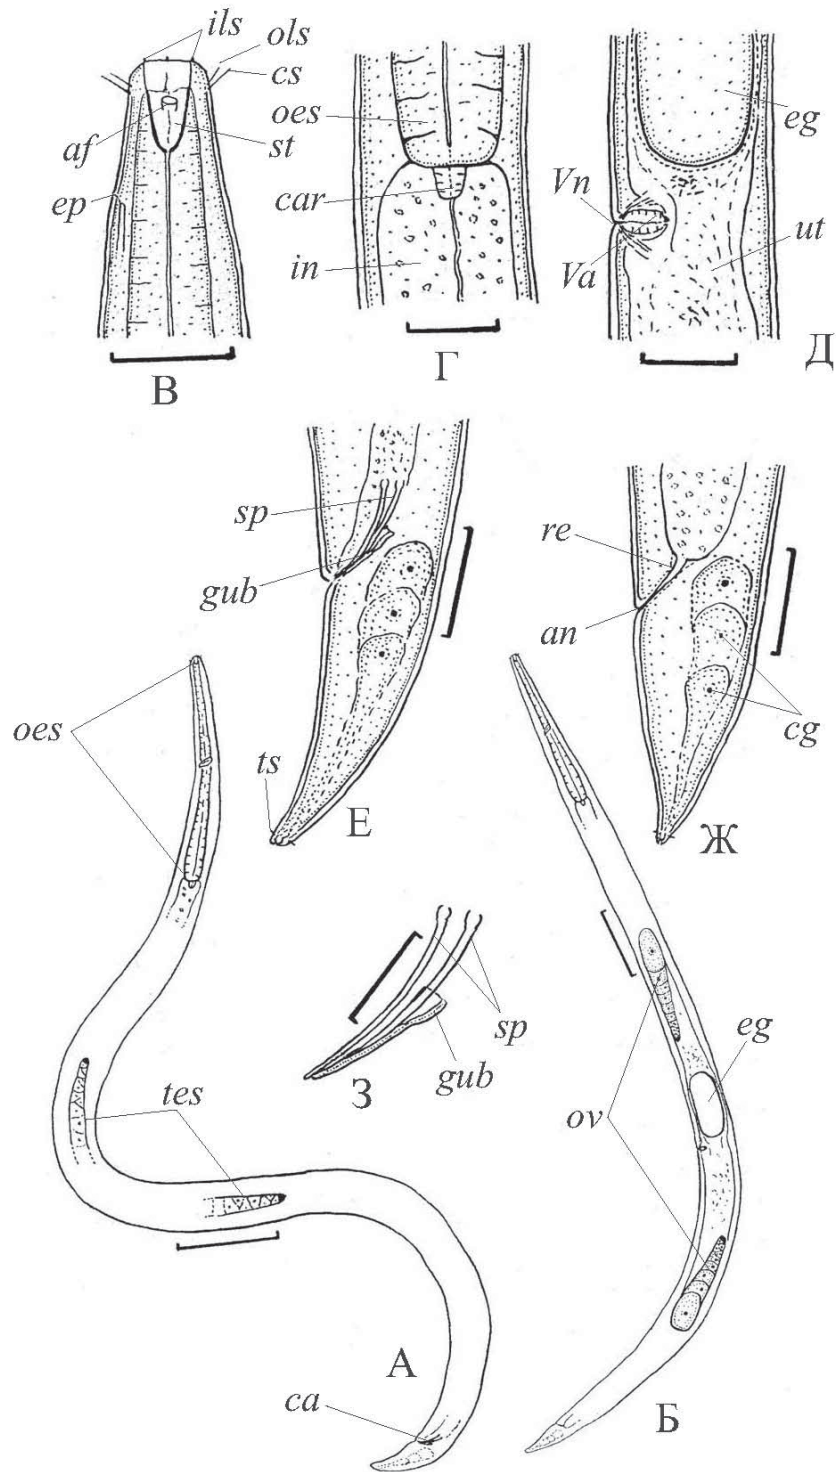 ils
ols
cs
af
st
ep
В
oes
car
in
Г
eg
Vn
ut
Va
Д
sp
gub
ts
Е
re
an
cg
Ж
oes
tes
sp
gub
З
eg
ov
А
ca
Б